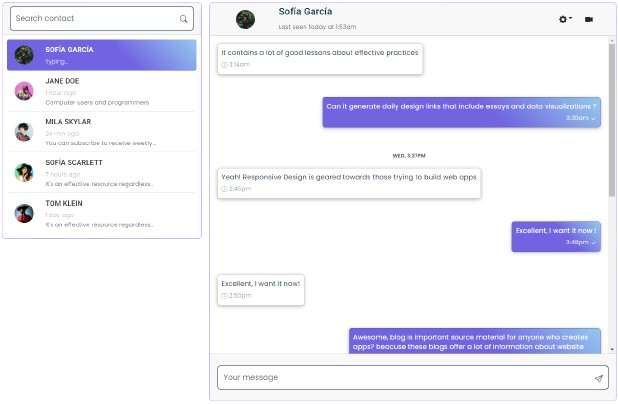 Search contact
SOFÍA GARCÍA
Typing...
JANE DOE
1 hour ago
Computer users and programmers
MILA SKYLAR
24 min ago
You can subscribe to receive weekly...
SOFÍA SCARLETT
7 hours ago
It's an effective resource regardless..
TOM KLEIN
1 day ago
It's an effective resource regardless..
Sofía García
Last seen today at 1:53am
It contains a lot of good lessons about effective practices
3:14am
Can it generate daily design links that include essays and data visualizations ?
3:30am
WED, 3:27PM
Yeah! Responsive Design is geared towards those trying to build web apps
2:45pm
Excellent, I want it now !
3:49pm
Excellent, I want it now!
2:50pm
Awesome, blog is important source material for anyone who creates
apps? beacuse these blogs offer a lot of information about website
Your message